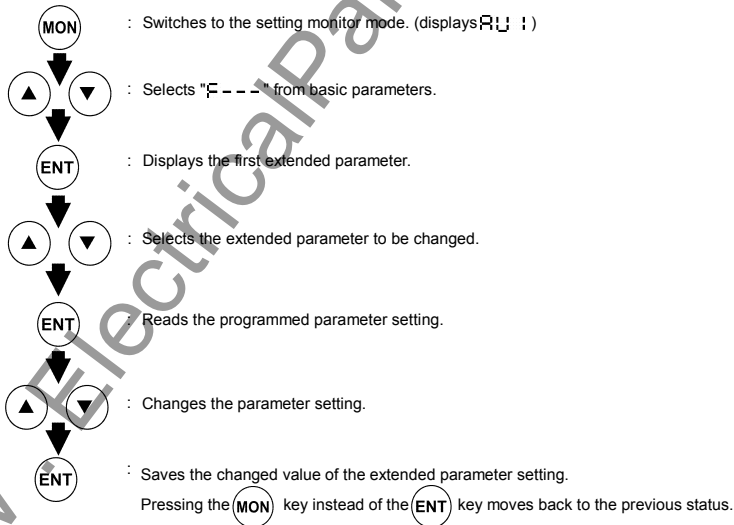 MON : Switches to the setting monitor mode. (displays AU 1)
▲ ▼ : Selects "F - - -" from basic parameters.
ENT : Displays the first extended parameter.
▲ ▼ : Selects the extended parameter to be changed.
ENT : Reads the programmed parameter setting.
▲ ▼ : Changes the parameter setting.
ENT : Saves the changed value of the extended parameter setting.
Pressing the MON key instead of the ENT key moves back to the previous status.
. ElectricalPa